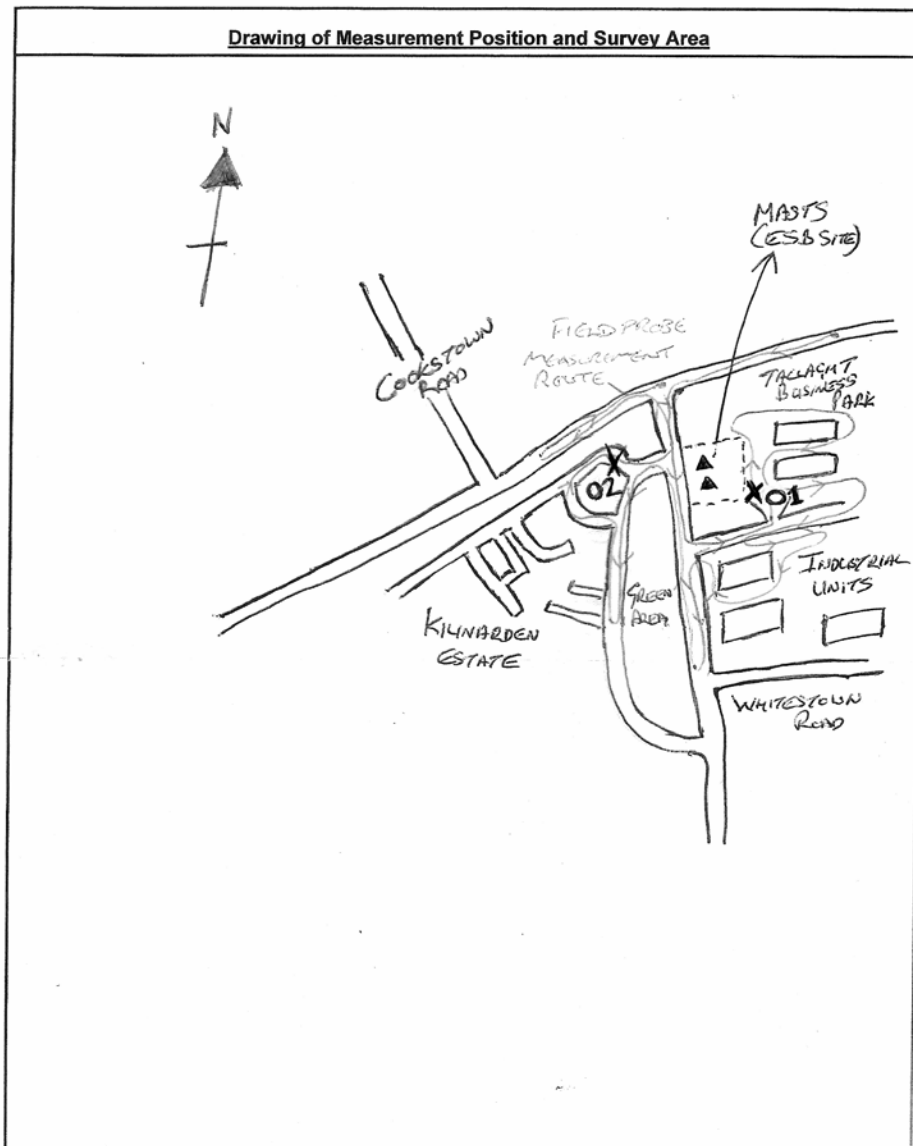 Drawing of Measurement Position and Survey Area
N
MASTS
(ESB SITE)
FIELD PROBE
MEASUREMENT
ROUTE
COOKSTOWN
ROAD
TALLAGHT
BUSINESS
PARK
02
X
X 01
INDUSTRIAL
UNITS
GREEN
AREA
KILINARDEN
ESTATE
WHITESTOWN
ROAD